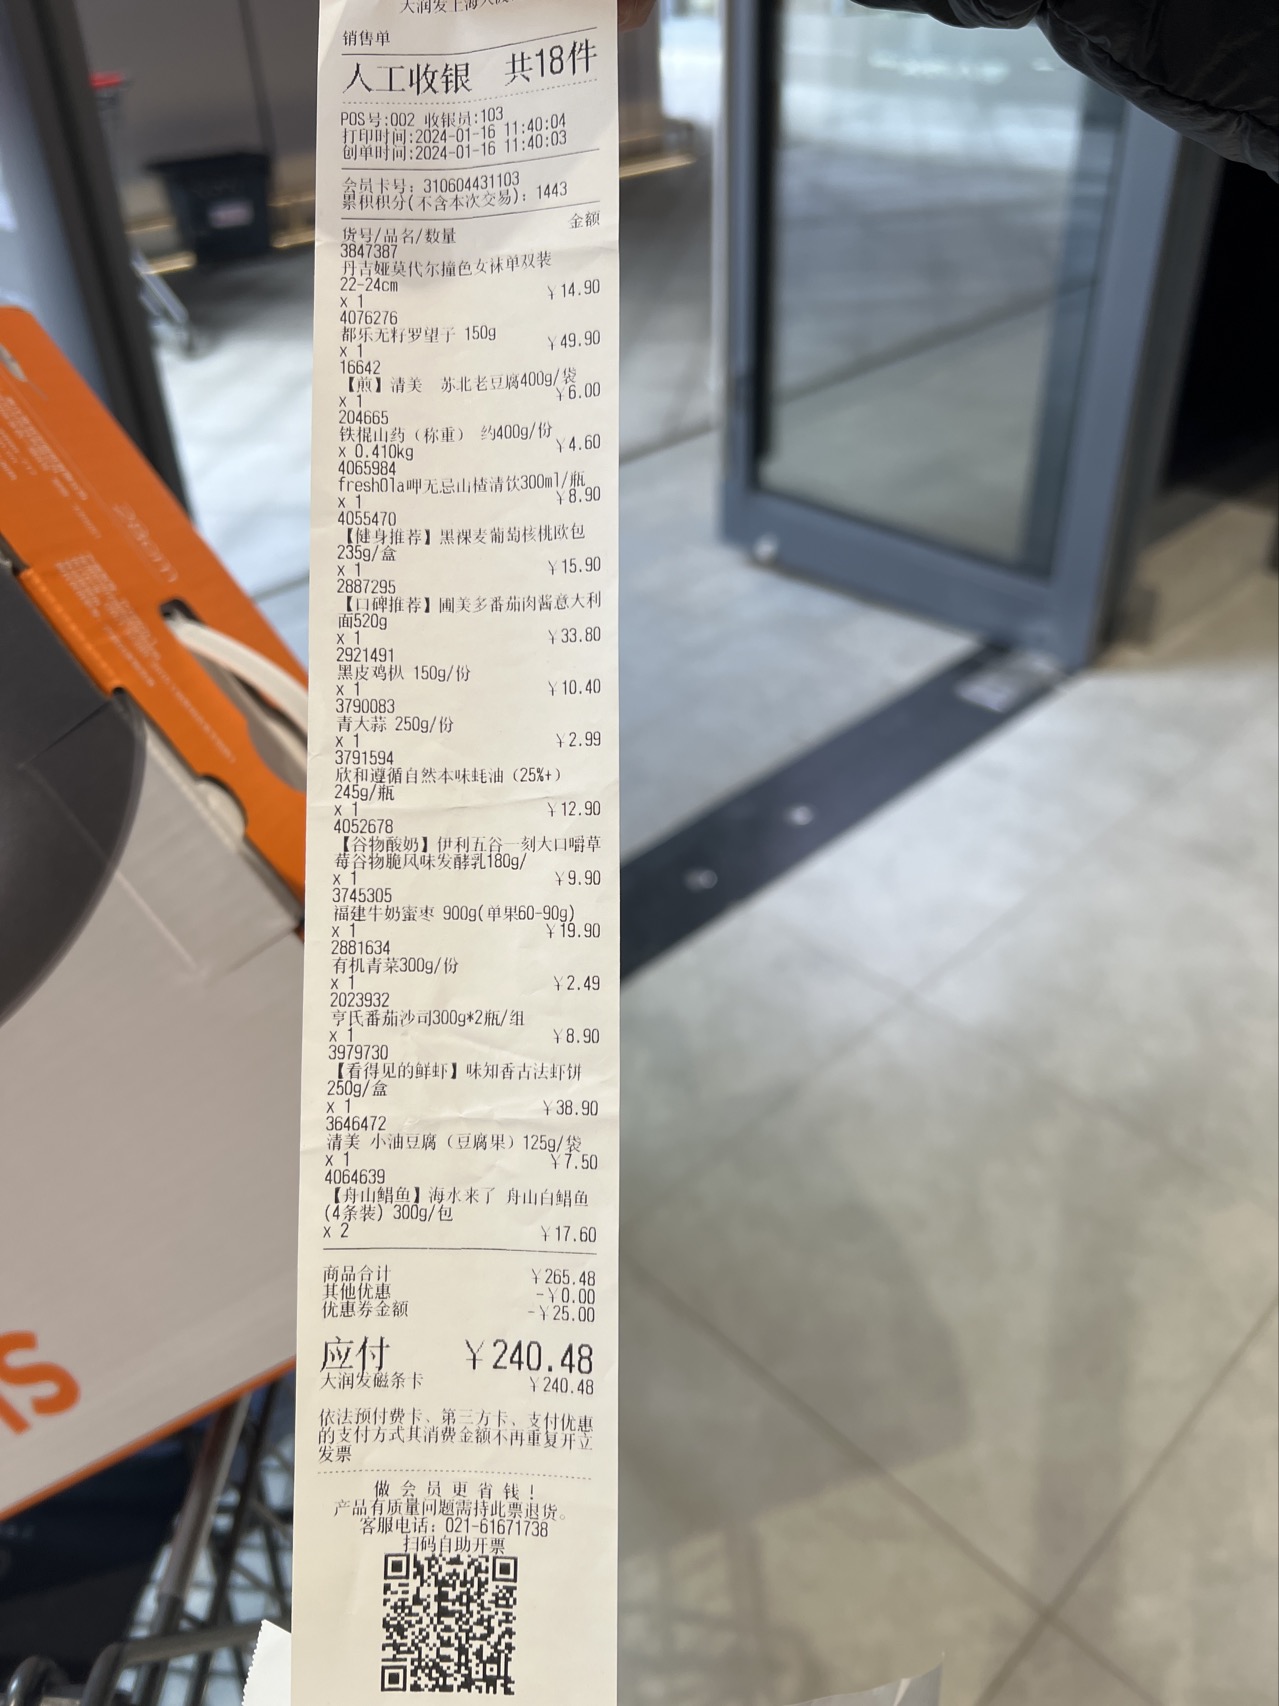 大润发上海大
销售单
人工收银 共18件
POS号:002 收银员:103
打印时间:2024-01-16 11:40:04
创单时间:2024-01-16 11:40:03
会员卡号: 310604431103
累积积分(不含本次交易): 1443
金额
货号/品名/数量
3847387
丹吉娅莫代尔撞色女袜单双装
22-24cm
x 1 ￥14.90
4076276
都乐无籽罗望子 150g
x 1 ￥49.90
16642
【煎】清美 苏北老豆腐400g/袋
x 1 ￥6.00
204665
铁棍山药（称重） 约400g/份
x 0.410kg ￥4.60
4065984
fresh01a呷无忌山楂清饮300ml/瓶
x 1 ￥8.90
4055470
【健身推荐】黑裸麦葡萄核桃欧包
235g/盒
x 1 ￥15.90
2887295
【口碑推荐】圃美多番茄肉酱意大利
面520g
x 1 ￥33.80
2921491
黑皮鸡枞 150g/份
x 1 ￥10.40
3790083
青大蒜 250g/份
x 1 ￥2.99
3791594
欣和遵循自然本味蚝油（25%+）
245g/瓶
x 1 ￥12.90
4052678
【谷物酸奶】伊利五谷一刻大口嚼草
莓谷物脆风味发酵乳180g/
x 1 ￥9.90
3745305
福建牛奶蜜枣 900g(单果60-90g)
x 1 ￥19.90
2881634
有机青菜300g/份
x 1 ￥2.49
2023932
亨氏番茄沙司300g*2瓶/组
x 1 ￥8.90
3979730
【看得见的鲜虾】味知香古法虾饼
250g/盒
x 1 ￥38.90
3646472
清美 小油豆腐（豆腐果）125g/袋
x 1 ￥7.50
4064639
【舟山鲳鱼】海水来了 舟山白鲳鱼
(4条装) 300g/包
x 2 ￥17.60
商品合计 ￥265.48
其他优惠 -￥0.00
优惠券金额 -￥25.00
应付 ￥240.48
大润发磁条卡 ￥240.48
依法预付费卡、第三方卡、支付优惠
的支付方式其消费金额不再重复开立
发票
做会员更省钱！
产品有质量问题需持此票退货。
客服电话: 021-61671738
扫码自助开票